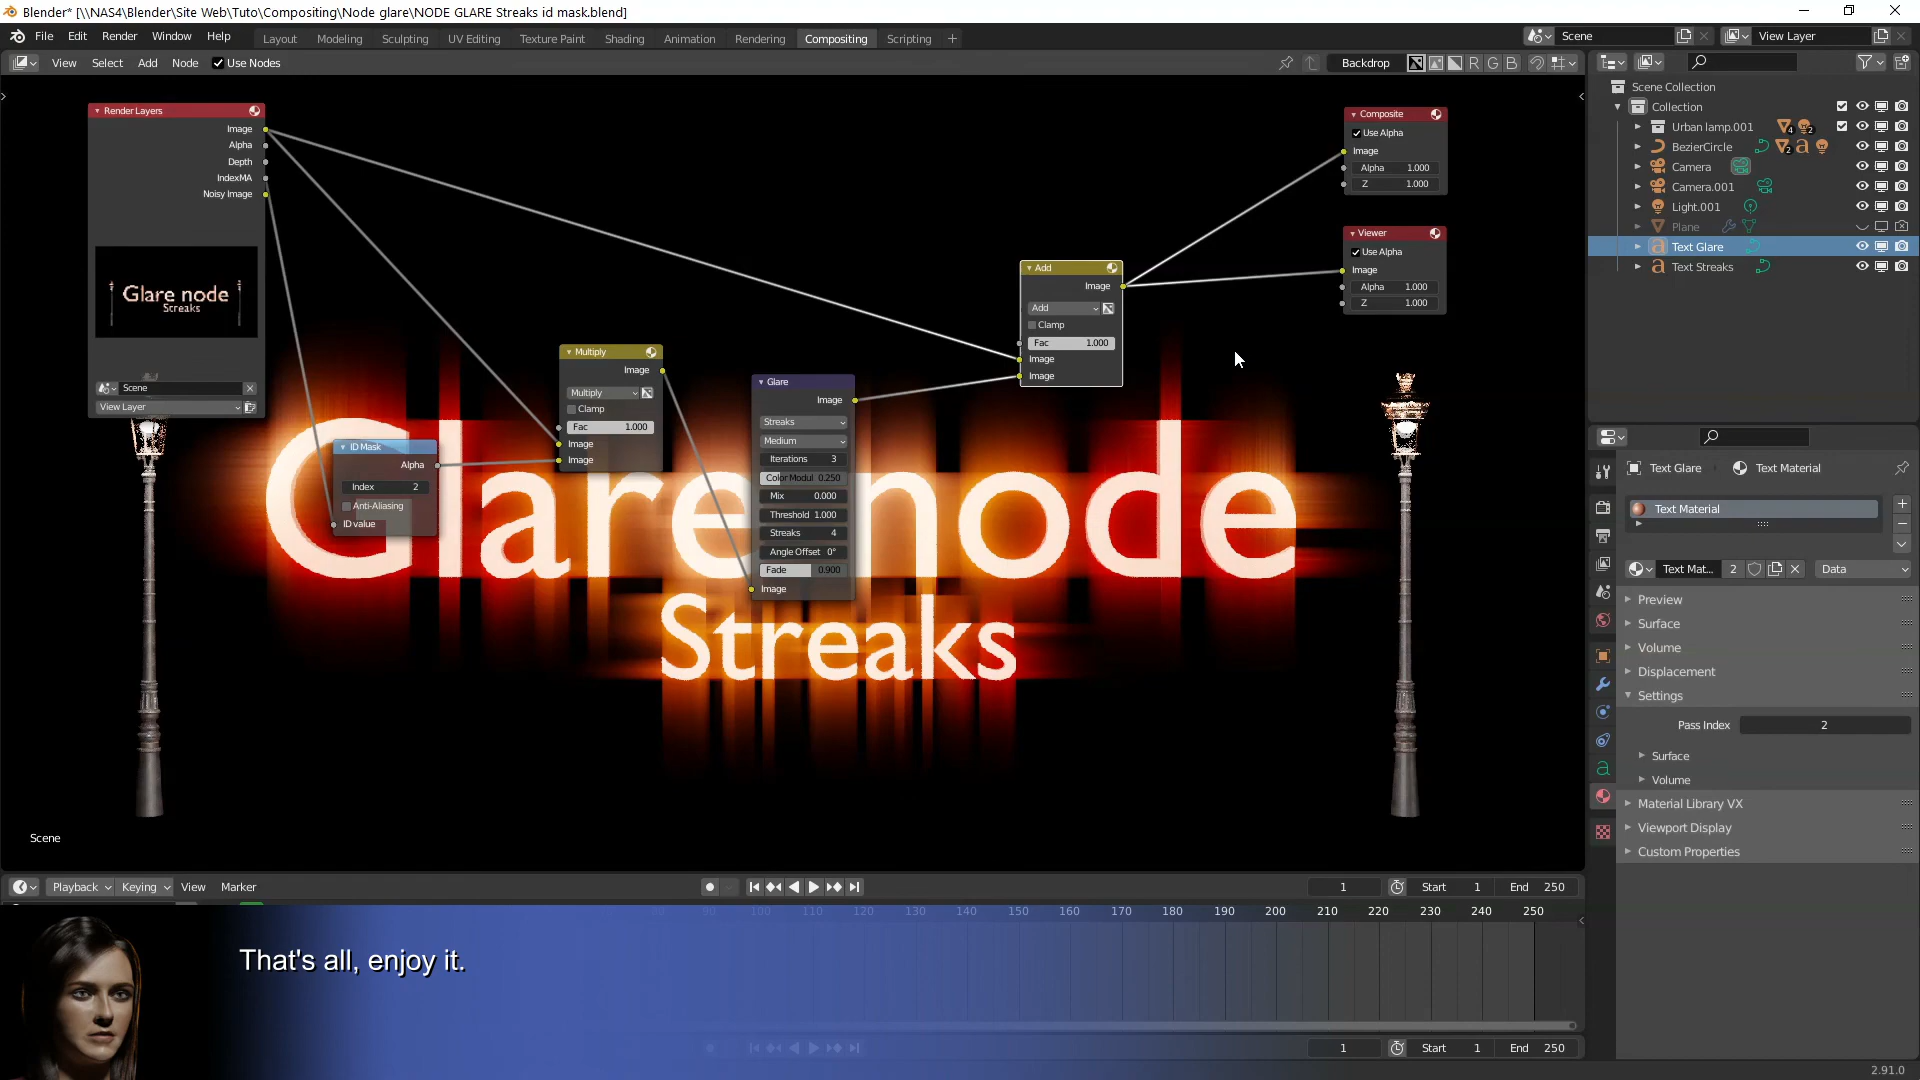 Blender* [\\NAS4\Blender\Site Web\Tuto\Compositing\Node glare\NODE GLARE Streaks id mask.blend]
File Edit Render Window Help Layout Modeling Sculpting UV Editing Texture Paint Shading Animation Rendering Compositing Scripting + Scene View Layer
View Select Add Node Use Nodes Backdrop R G B
Scene Collection
Collection
Urban lamp.001 4 2
BezierCircle 2
Camera
Camera.001
Light.001
Plane
Text Glare
Text Streaks
Render Layers
Image
Alpha
Depth
IndexMA
Noisy Image
Glare node
Streaks
Scene
View Layer
ID Mask
Alpha
Index 2
Anti-Aliasing
ID value
Multiply
Image
Multiply
Clamp
Fac 1.000
Image
Image
Glare
Image
Streaks
Medium
Iterations 3
Color Modul 0.250
Mix 0.000
Threshold 1.000
Streaks 4
Angle Offset 0°
Fade 0.900
Image
Add
Image
Add
Clamp
Fac 1.000
Image
Image
Composite
Use Alpha
Image
Alpha 1.000
Z 1.000
Viewer
Use Alpha
Image
Alpha 1.000
Z 1.000
Glare node
Streaks
Scene
Text Glare Text Material
Text Material
Text Mat... 2 Data
Preview
Surface
Volume
Displacement
Settings
Pass Index 2
Surface
Volume
Material Library VX
Viewport Display
Custom Properties
Playback Keying View Marker 1 Start 1 End 250
80 90 100 110 120 130 140 150 160 170 180 190 200 210 220 230 240 250
That's all, enjoy it.
1 Start 1 End 250
2.91.0